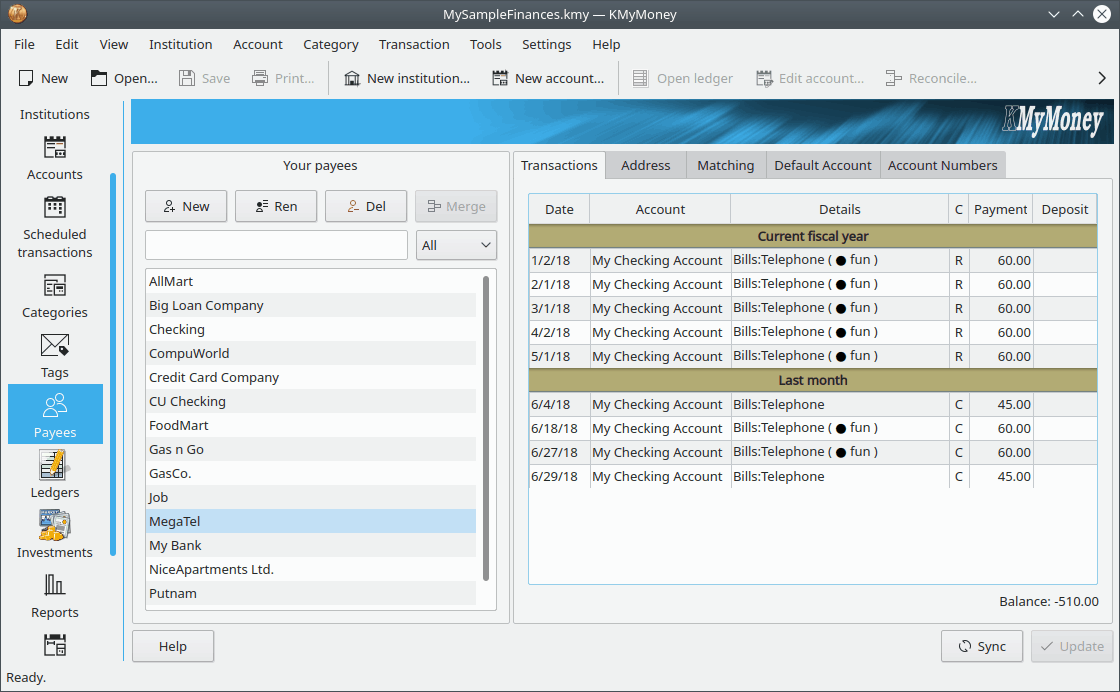 MySampleFinances.kmy — KMyMoney
File Edit View Institution Account Category Transaction Tools Settings Help
New Open... Save Print... New institution... New account... Open ledger Edit account... Reconcile...
KMyMoney
Institutions
Accounts
Scheduled
transactions
Categories
Tags
Payees
Ledgers
Investments
Reports
Your payees
New Ren Del Merge
All
AllMart
Big Loan Company
Checking
CompuWorld
Credit Card Company
CU Checking
FoodMart
Gas n Go
GasCo.
Job
MegaTel
My Bank
NiceApartments Ltd.
Putnam
Transactions Address Matching Default Account Account Numbers
Date Account Details C Payment Deposit
Current fiscal year
1/2/18 My Checking Account Bills:Telephone ( ● fun ) R 60.00
2/1/18 My Checking Account Bills:Telephone ( ● fun ) R 60.00
3/1/18 My Checking Account Bills:Telephone ( ● fun ) R 60.00
4/2/18 My Checking Account Bills:Telephone ( ● fun ) R 60.00
5/1/18 My Checking Account Bills:Telephone ( ● fun ) R 60.00
Last month
6/4/18 My Checking Account Bills:Telephone C 45.00
6/18/18 My Checking Account Bills:Telephone ( ● fun ) C 60.00
6/27/18 My Checking Account Bills:Telephone ( ● fun ) C 60.00
6/29/18 My Checking Account Bills:Telephone C 45.00
Balance: -510.00
Help Sync Update
Ready.